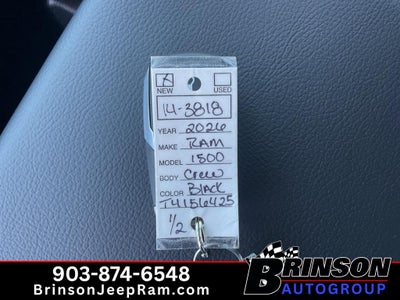 NEW USED
14-3818
YEAR 2026
MAKE RAM
MODEL 1500
BODY Crew
COLOR Black
T4156425
1/2
903-874-6548
BrinsonJeepRam.com
BRINSON
AUTOGROUP